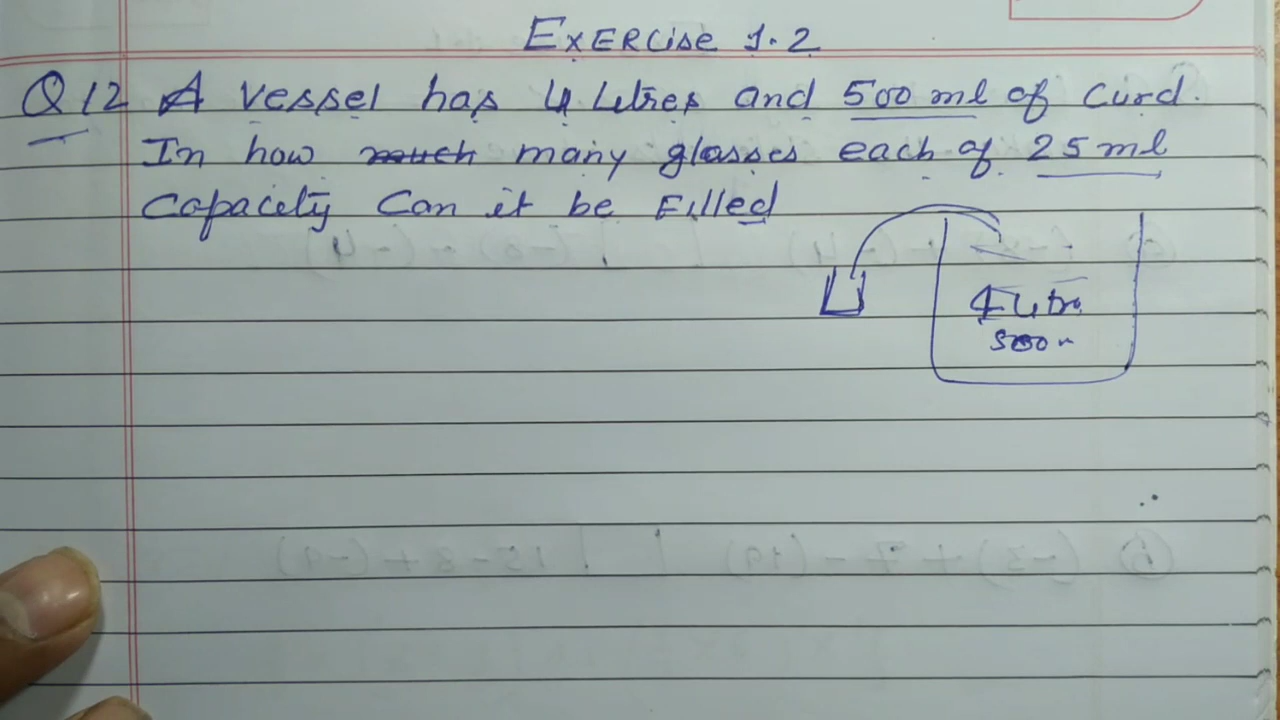 Exercise 1.2
Q12 A vessel has 4 litres and 500 ml of curd.
In how much many glasses each of 25 ml
Capacity Can it be Filled
4 Litre
500